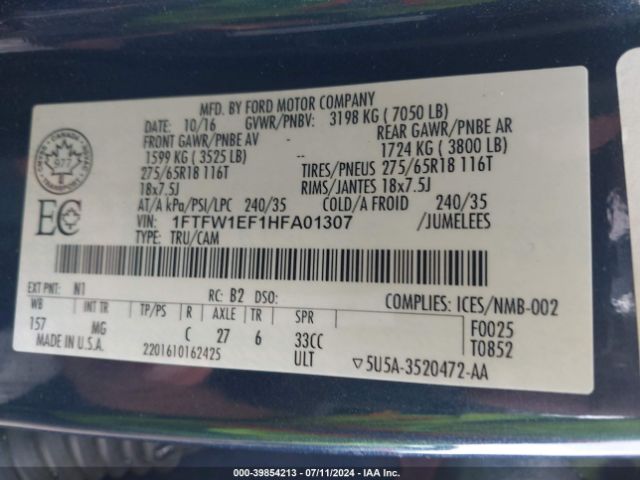 MFD. BY FORD MOTOR COMPANY
DATE: 10/16 GVWR/PNBV: 3198 KG ( 7050 LB)
FRONT GAWR/PNBE AV REAR GAWR/PNBE AR
1599 KG ( 3525 LB) 1724 KG ( 3800 LB)
275/65R18 116T TIRES/PNEUS 275/65R18 116T
18x7.5J RIMS/JANTES 18x7.5J
AT/A kPa/PSI/LPC 240/35 COLD/A FROID 240/35
VIN: 1FTFW1EF1HFA01307 /JUMELEES
TYPE: TRU/CAM
CANADA
977
TRANSPORT
EC
EXT PNT: N1 RC: B2 DSO: COMPLIES: ICES/NMB-002
WB INT TR TP/PS R AXLE TR SPR F0025
157 MG C 27 6 33CC T0852
MADE IN U.S.A. 2201610162425 ULT ▽5U5A-3520472-AA
000-39854213 - 07/11/2024 - IAA Inc.